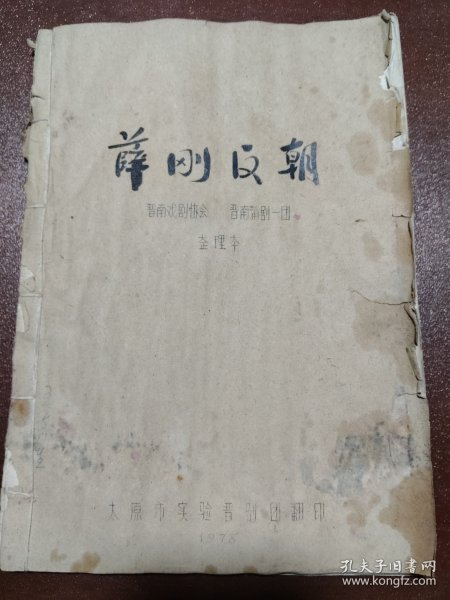 薛刚反朝
晋南戏剧协会 晋南蒲剧一团
整理本
太原市实验晋剧团翻印
1978
孔夫子旧书网
www.kongfz.com